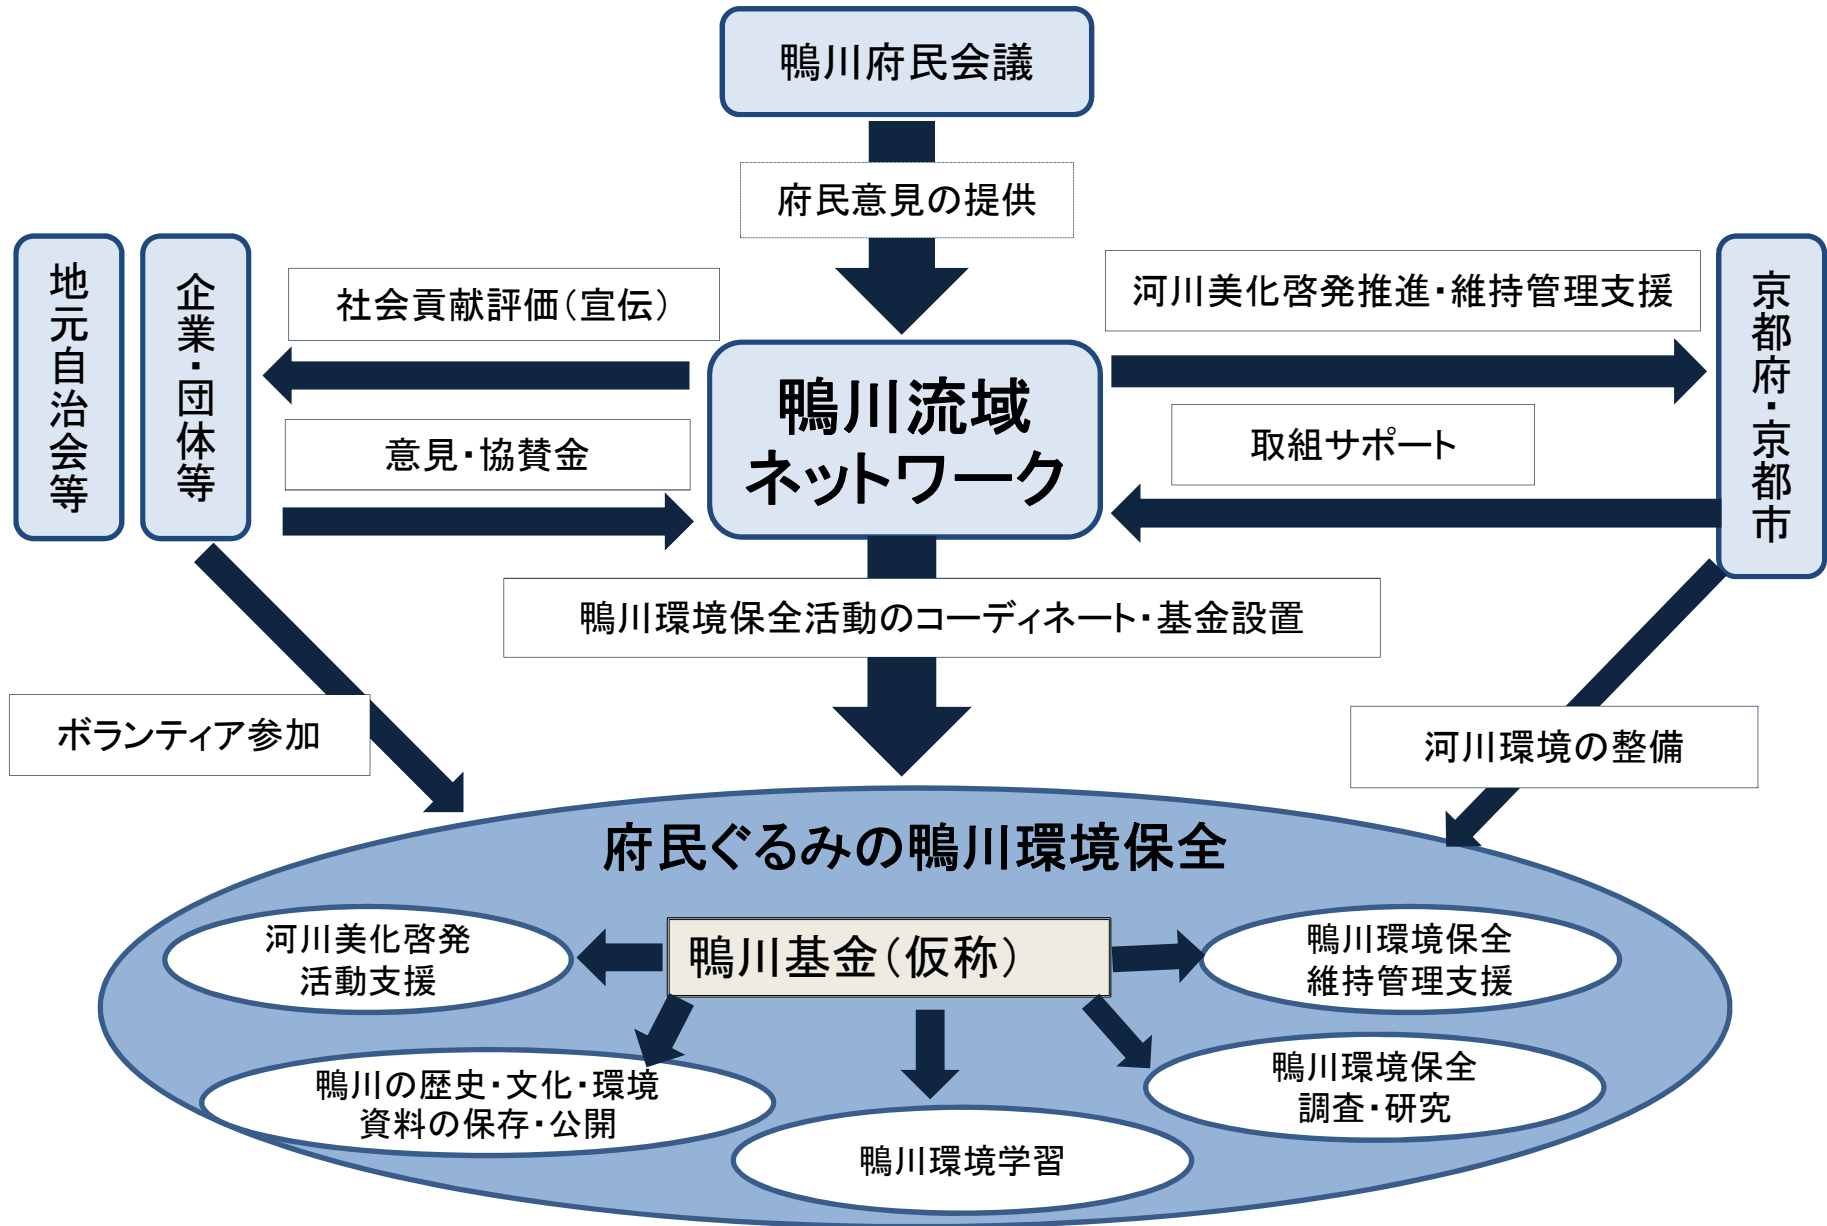 鴨川府民会議
府民意見の提供
地元自治会等
企業・団体等
社会貢献評価(宣伝)
意見・協賛金
鴨川流域
ネットワーク
河川美化啓発推進・維持管理支援
取組サポート
京都府・京都市
鴨川環境保全活動のコーディネート・基金設置
ボランティア参加
河川環境の整備
府民ぐるみの鴨川環境保全
鴨川基金(仮称)
河川美化啓発
活動支援
鴨川環境保全
維持管理支援
鴨川の歴史・文化・環境
資料の保存・公開
鴨川環境学習
鴨川環境保全
調査・研究